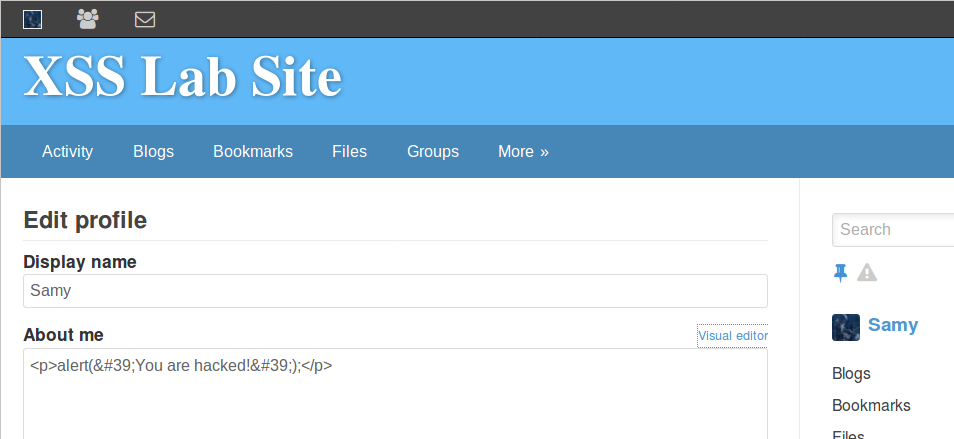 XSS Lab Site
Activity Blogs Bookmarks Files Groups More »
Edit profile
Search
Display name
Samy
Samy
About me Visual editor
<p>alert(&#39;You are hacked!&#39;);</p>
Blogs
Bookmarks
Files